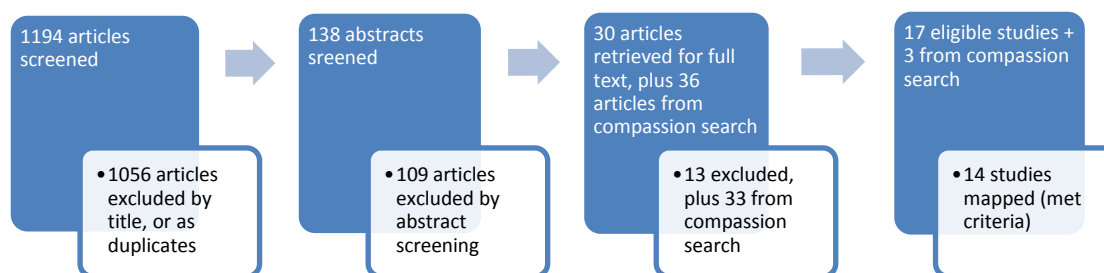 1194 articles
screened
•1056 articles
excluded by
title, or as
duplicates
138 abstracts
sreened
•109 articles
excluded by
abstract
screening
30 articles
retrieved for full
text, plus 36
articles from
compassion search
•13 excluded,
plus 33 from
compassion
search
17 eligible studies +
3 from compassion
search
•14 studies
mapped (met
criteria)